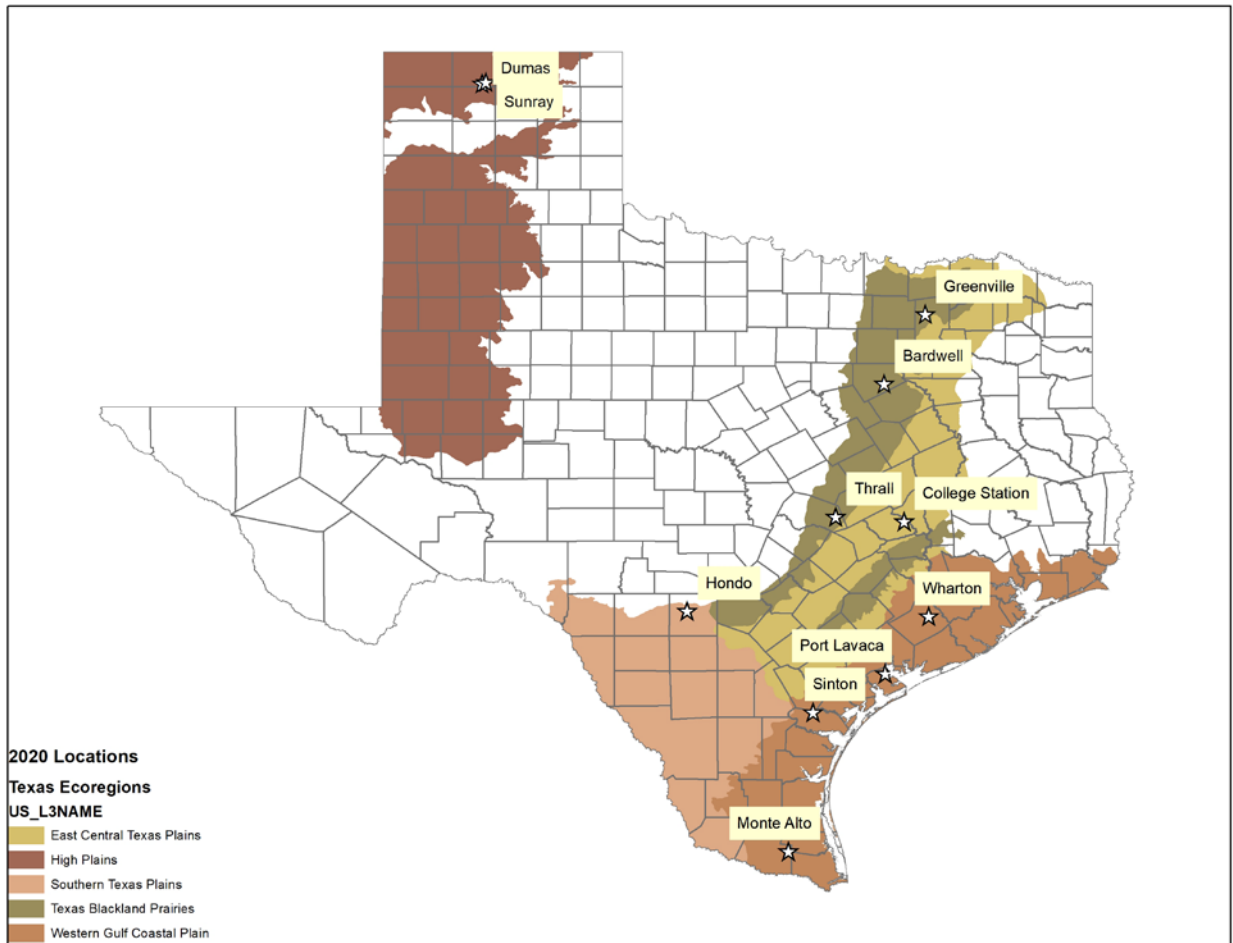 Dumas
Sunray
Greenville
Bardwell
Thrall
College Station
Hondo
Wharton
Port Lavaca
Sinton
Monte Alto
2020 Locations
Texas Ecoregions
US_L3NAME
East Central Texas Plains
High Plains
Southern Texas Plains
Texas Blackland Prairies
Western Gulf Coastal Plain